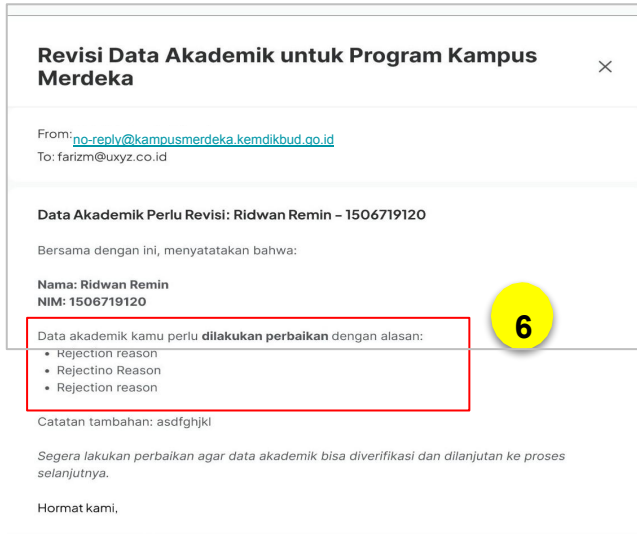 Revisi Data Akademik untuk Program Kampus
Merdeka
From: no-reply@kampusmerdeka.kemdikbud.go.id
To: farizm@uxyz.co.id
Data Akademik Perlu Revisi: Ridwan Remin – 1506719120
Bersama dengan ini, menyatatakan bahwa:
Nama: Ridwan Remin
NIM: 1506719120
Data akademik kamu perlu dilakukan perbaikan dengan alasan:
6
• Rejection reason
• Rejectino Reason
• Rejection reason
Catatan tambahan: asdfghjkl
Segera lakukan perbaikan agar data akademik bisa diverifikasi dan dilanjutan ke proses
selanjutnya.
Hormat kami,